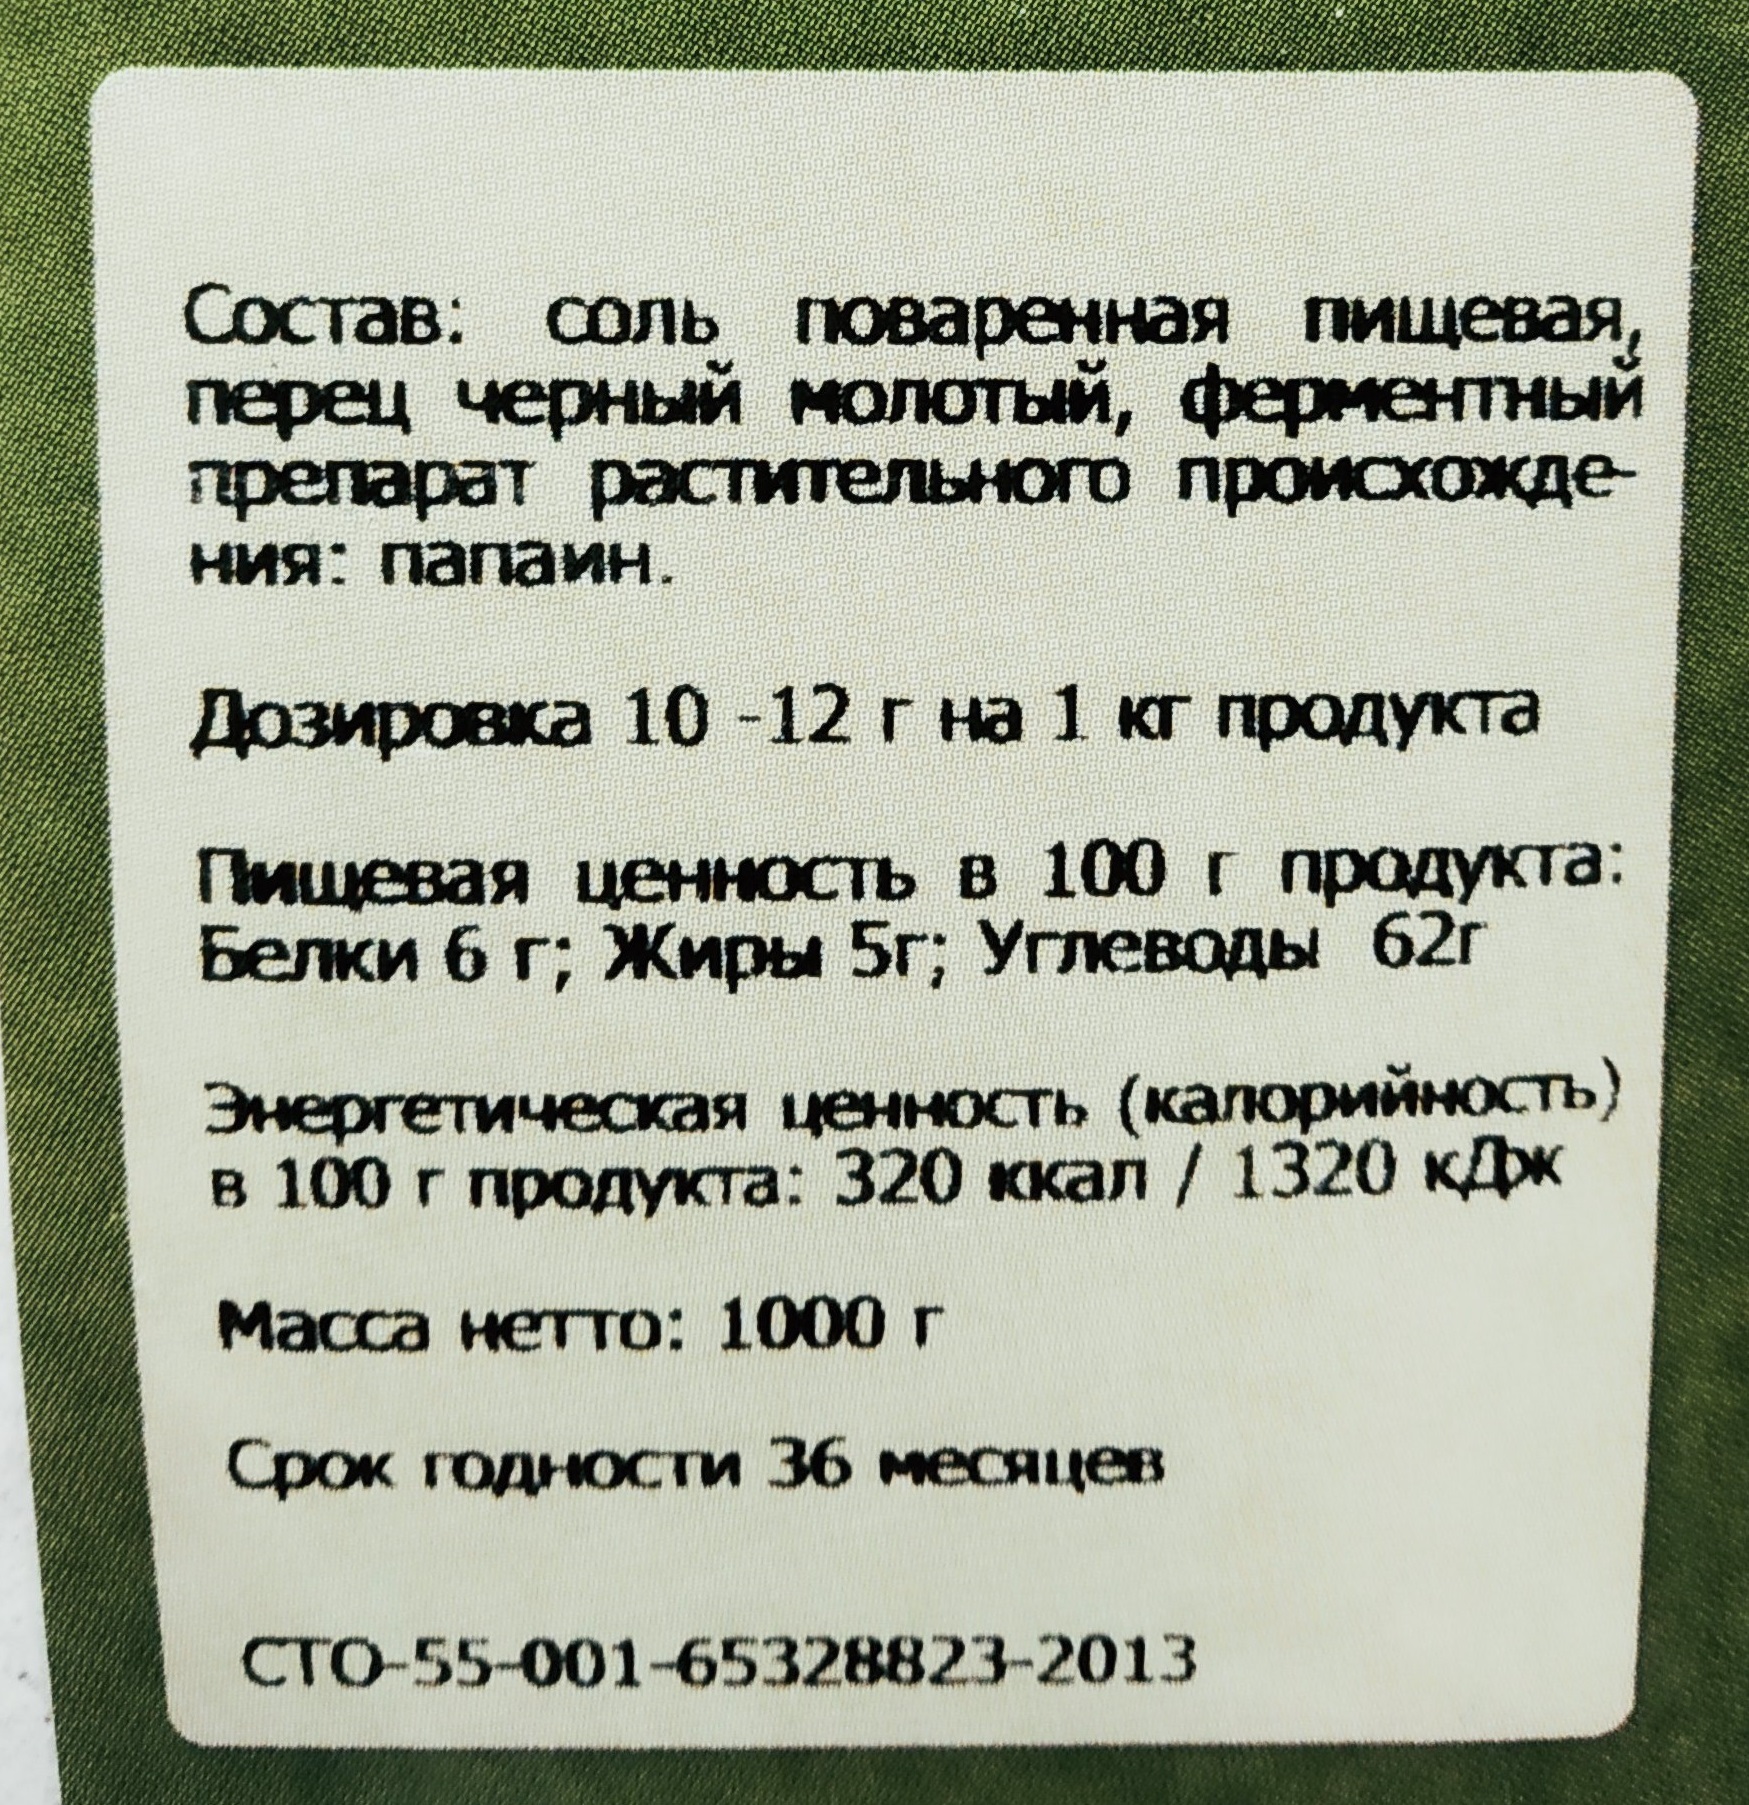 Состав: соль поваренная пищевая,
перец черный молотый, ферментный
препарат растительного происхожде-
ния: папаин.
Дозировка 10 -12 г на 1 кг продукта
Пищевая ценность в 100 г продукта:
Белки 6 г; Жиры 5г; Углеводы 62г
Энергетическая ценность (калорийность)
в 100 г продукта: 320 ккал / 1320 кДж
Масса нетто: 1000 г
Срок годности 36 месяцев
СТО-55-001-65328823-2013